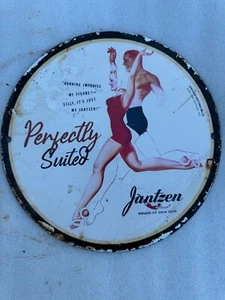 "RUNNING IMPROVES
MY FIGURE?—
SILLY, IT'S JUST
MY JANTZEN!"
Perfectly
Suited
Jantzen